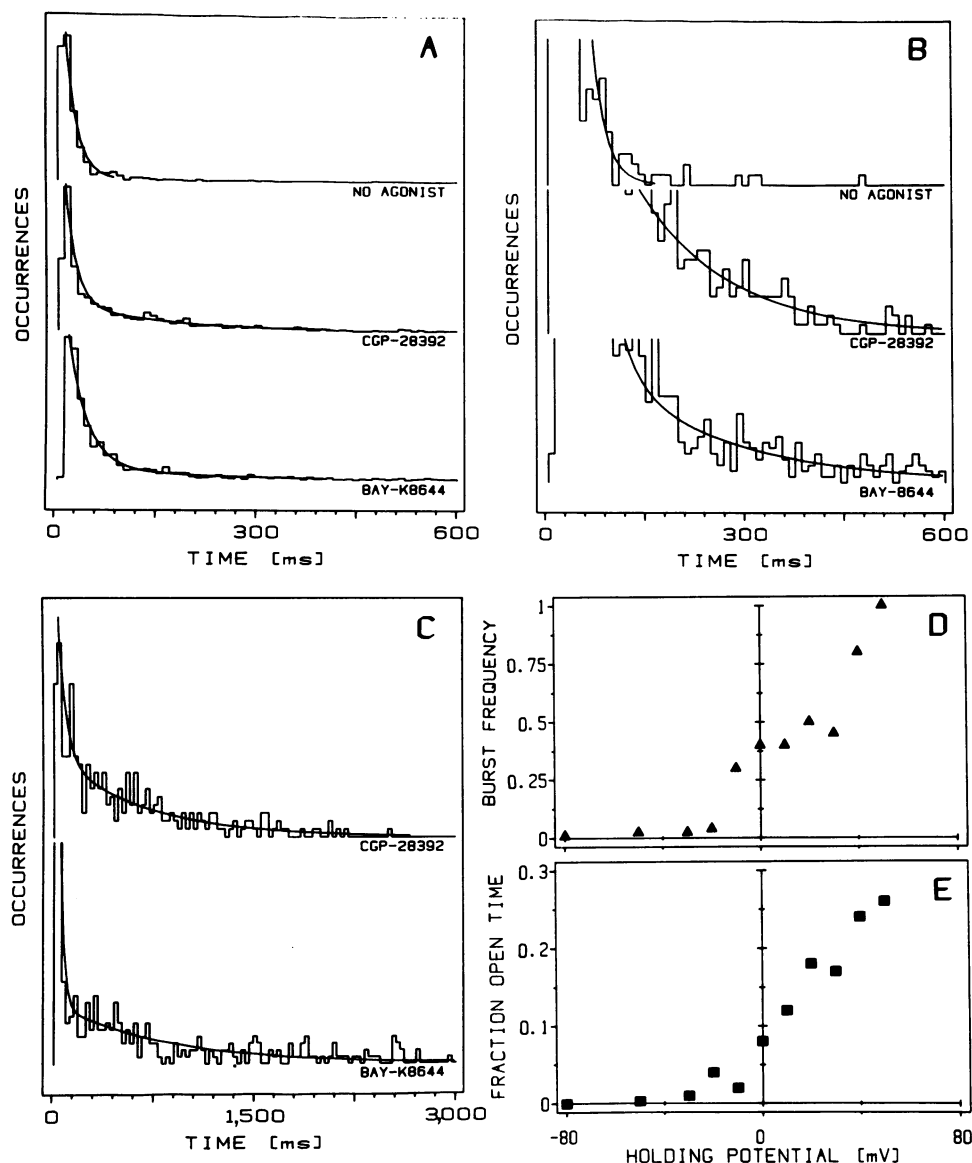 A
OCCURRENCES
NO AGONIST
CGP-28392
BAY-K8644
0 300 600
TIME [ms]
B
OCCURRENCES
NO AGONIST
CGP-28392
BAY-8644
0 300 600
TIME [ms]
C
OCCURRENCES
CGP-28392
BAY-K8644
0 1,500 3,000
TIME [ms]
D
BURST FREQUENCY
1
0.75
0.5
0.25
0
E
FRACTION OPEN TIME
0.3
0.2
0.1
0
-80 0 80
HOLDING POTENTIAL [mV]